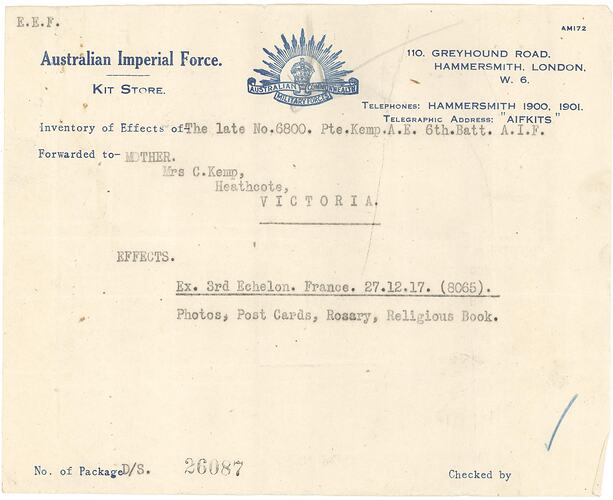 E.E.F.
AM172
Australian Imperial Force.
Kit Store.
AUSTRALIAN COMMONWEALTH
MILITARY FORCES
110. GREYHOUND ROAD,
HAMMERSMITH, LONDON,
W. 6.
Telephones: HAMMERSMITH 1900, 1901.
Telegraphic Address: "AIFKITS"
Inventory of Effects of-The late No.6800. Pte.Kemp.A.E. 6th.Batt. A.I.F.
Forwarded to- MOTHER.
Mrs C.Kemp,
Heathcote,
VICTORIA.
EFFECTS.
Ex. 3rd Echelon. France. 27.12.17. (8065).
Photos, Post Cards, Rosary, Religious Book.
No. of Package D/S. 26087
Checked by